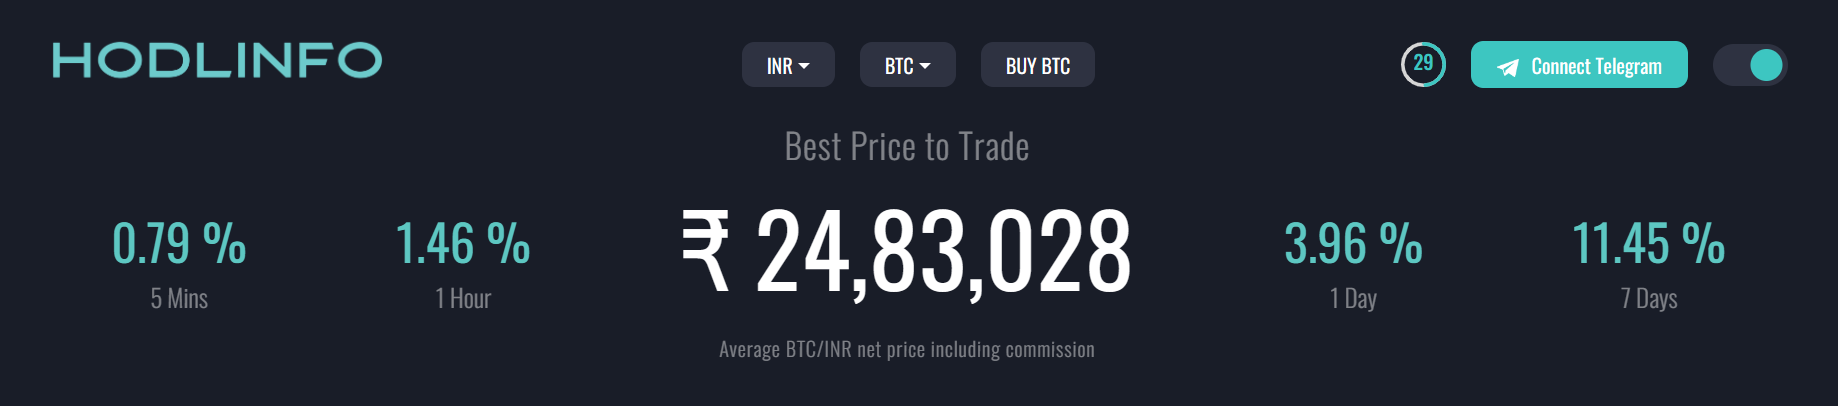 HODLINFO
INR
BTC
BUY BTC
29
Connect Telegram
Best Price to Trade
0.79 %
5 Mins
1.46 %
1 Hour
₹ 24,83,028
3.96 %
1 Day
11.45 %
7 Days
Average BTC/INR net price including commission